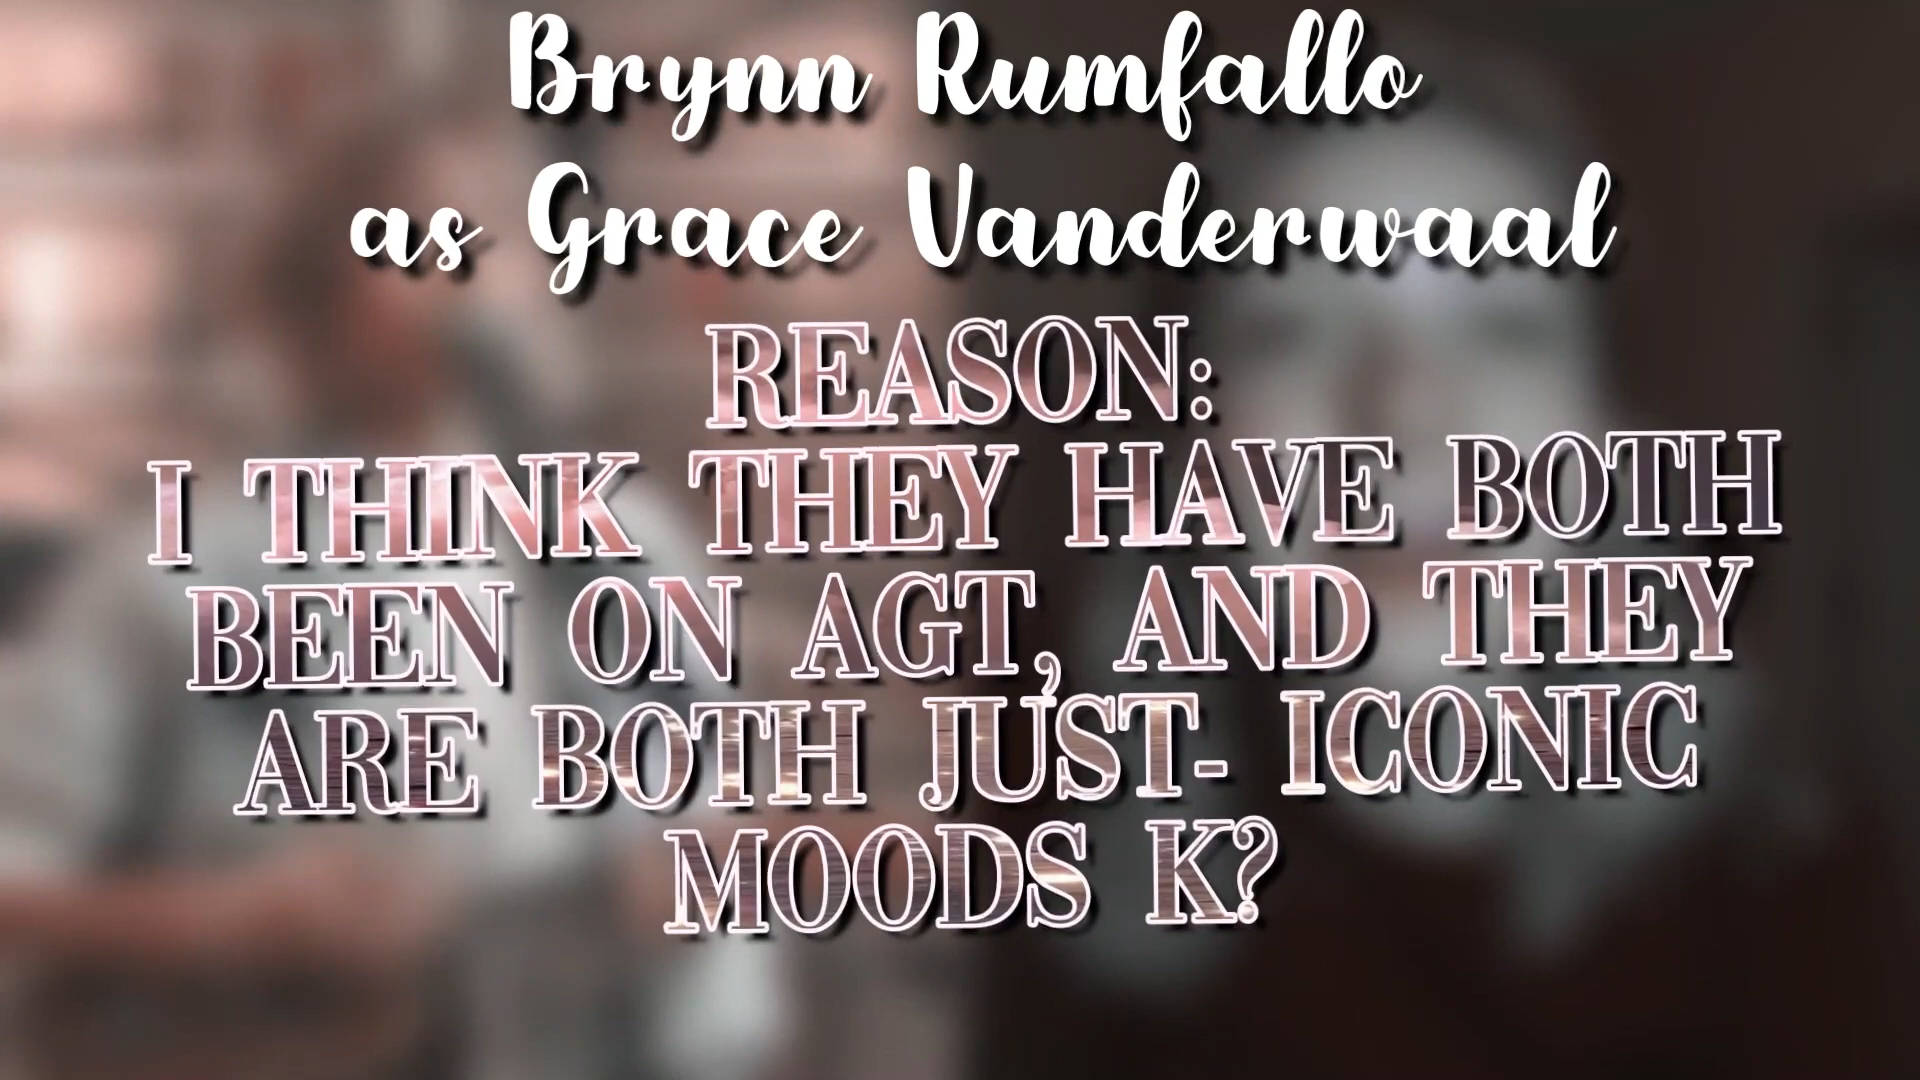 Brynn Rumfallo
as Grace Vanderwaal
REASON:
I THINK THEY HAVE BOTH
BEEN ON AGT, AND THEY
ARE BOTH JUST- ICONIC
MOODS K?